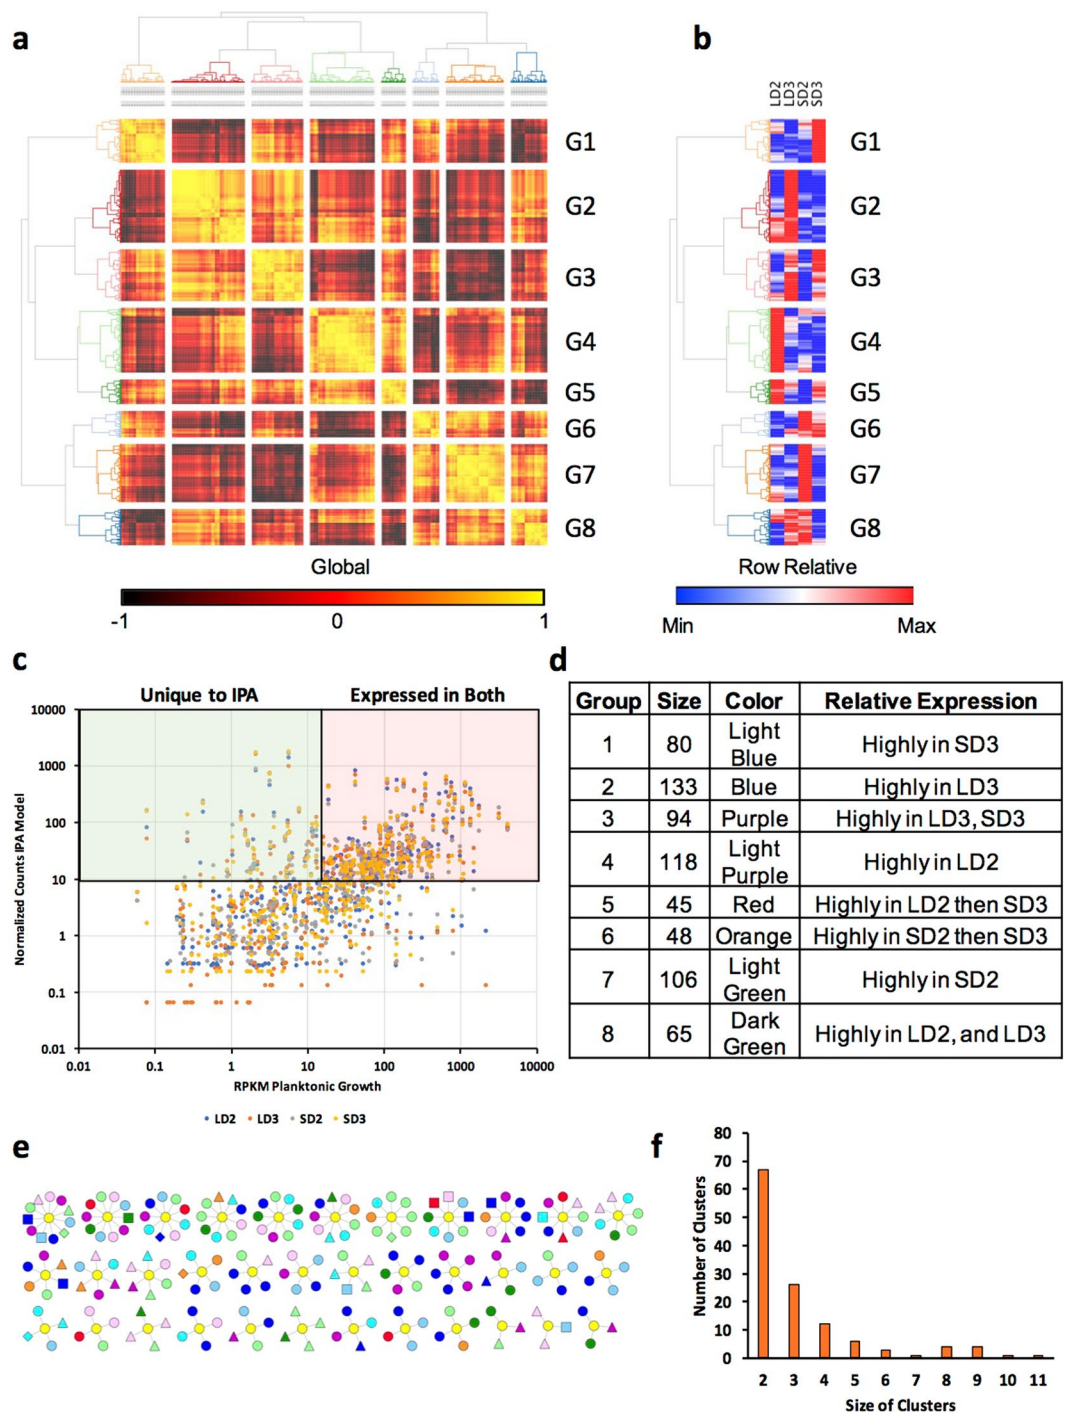 a
b
LD2
LD3
SD2
SD3
G1
G1
G2
G2
G3
G3
G4
G4
G5
G5
G6
G6
G7
G7
G8
G8
Global
Row Relative
-1 0 1
Min Max
c
Unique to IPA Expressed in Both
10000
1000
100
10
1
0.1
0.01
Normalized Counts IPA Model
0.01 0.1 1 10 100 1000 10000
RPKM Planktonic Growth
LD2 LD3 SD2 SD3
d
Group Size Color Relative Expression
1 80 Light Blue Highly in SD3
2 133 Blue Highly in LD3
3 94 Purple Highly in LD3, SD3
4 118 Light Purple Highly in LD2
5 45 Red Highly in LD2 then SD3
6 48 Orange Highly in SD2 then SD3
7 106 Light Green Highly in SD2
8 65 Dark Green Highly in LD2, and LD3
e
f
80
70
60
50
40
30
20
10
0
Number of Clusters
2 3 4 5 6 7 8 9 10 11
Size of Clusters